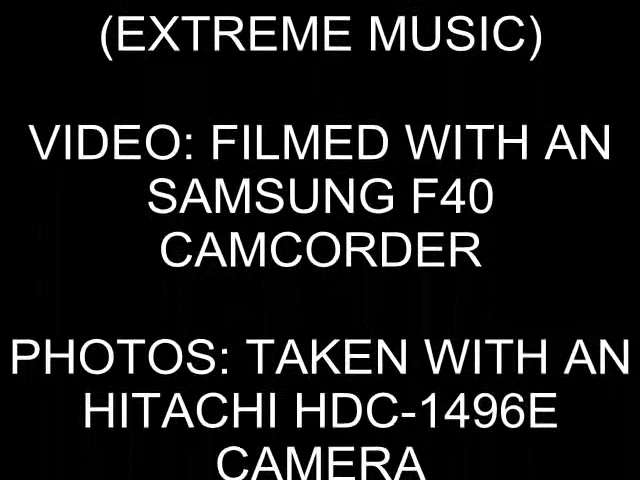 (EXTREME MUSIC)
VIDEO: FILMED WITH AN
SAMSUNG F40
CAMCORDER
PHOTOS: TAKEN WITH AN
HITACHI HDC-1496E
CAMERA